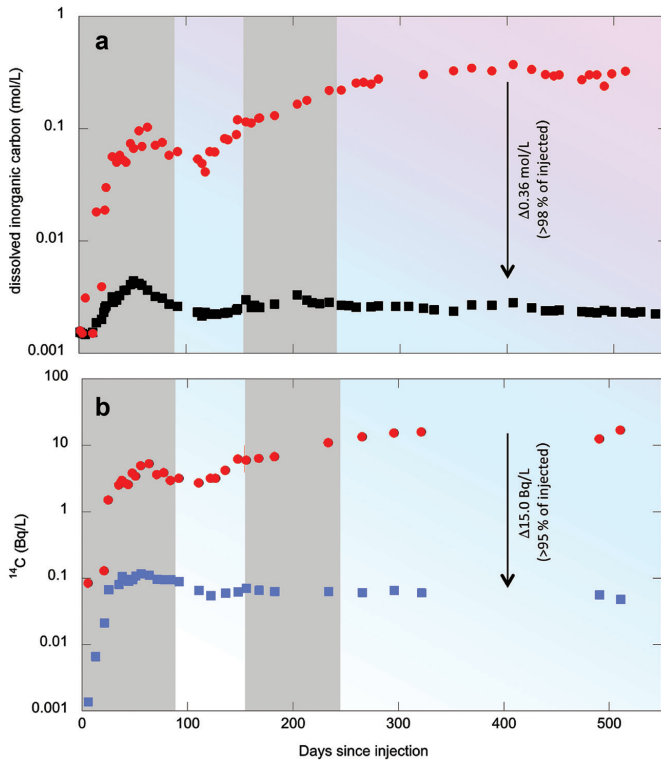 a
dissolved inorganic carbon (mol/L)
1
0.1
0.001
0.001
Δ0.36 mol/L
(>98 % of injected)
b
¹⁴C (Bq/L)
100
10
1
0.1
0.01
0.001
Δ15.0 Bq/L
(>95 % of injected)
0
100
200
300
400
500
Days since injection